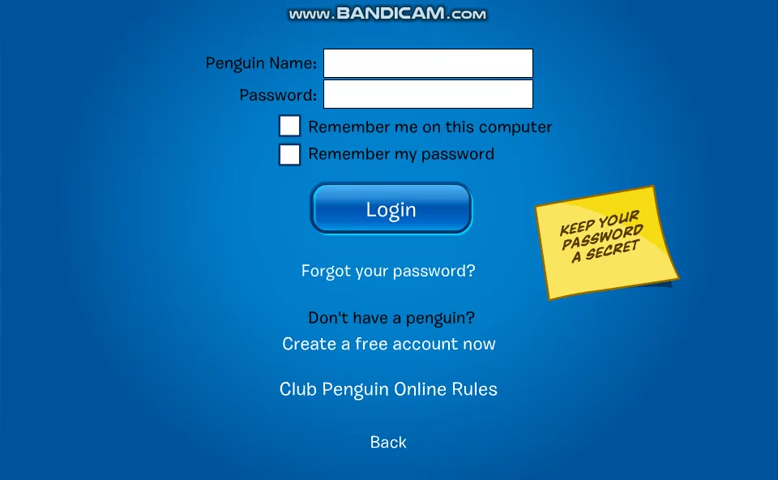 www.BANDICAM.com
Penguin Name:
Password:
Remember me on this computer
Remember my password
Login
KEEP YOUR
PASSWORD
A SECRET
Forgot your password?
Don't have a penguin?
Create a free account now
Club Penguin Online Rules
Back